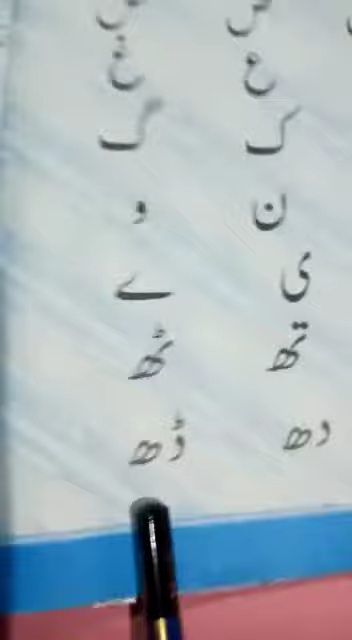 ع غ
ک گ
ن و
ی ے
تھ ٹھ
دھ ڈھ